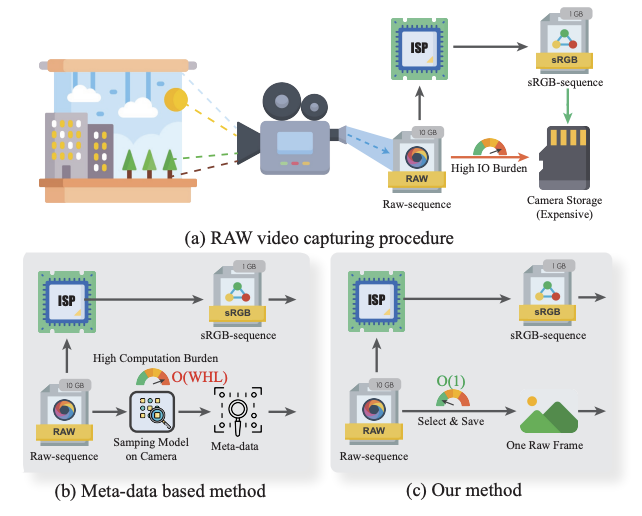 1 GB
ISP
sRGB
sRGB-sequence
10 GB
RAW
High IO Burden
Raw-sequence
Camera Storage
(Expensive)
(a) RAW video capturing procedure
1 GB
ISP
sRGB
sRGB-sequence
High Computation Burden
O(WHL)
10 GB
RAW
Samping Model
on Camera
Meta-data
Raw-sequence
(b) Meta-data based method
1 GB
ISP
sRGB
sRGB-sequence
O(1)
10 GB
Select & Save
RAW
One Raw Frame
Raw-sequence
(c) Our method